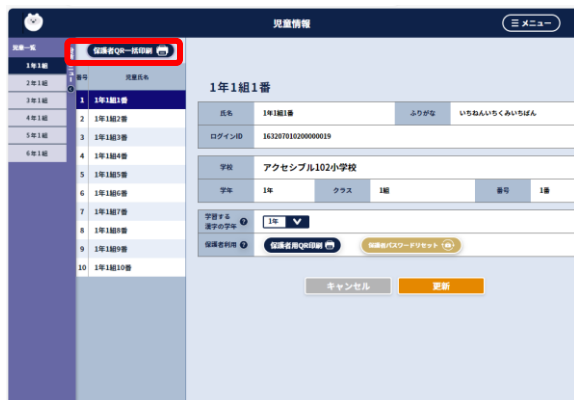 児童情報
メニュー
児童一覧
保護者QR一括印刷
1年1組
2年1組
3年1組
4年1組
5年1組
6年1組
番号 児童氏名
1 1年1組1番
2 1年1組2番
3 1年1組3番
4 1年1組4番
5 1年1組5番
6 1年1組6番
7 1年1組7番
8 1年1組8番
9 1年1組9番
10 1年1組10番
1年1組1番
氏名 1年1組1番 ふりがな いちねんいちくみいちばん
ログインID 163207010200000019
学校 アクセシブル102小学校
学年 1年 クラス 1組 番号 1番
学習する
漢字の学年 ? 1年
保護者利用 ? 保護者用QR印刷 保護者パスワードリセット
キャンセル 更新